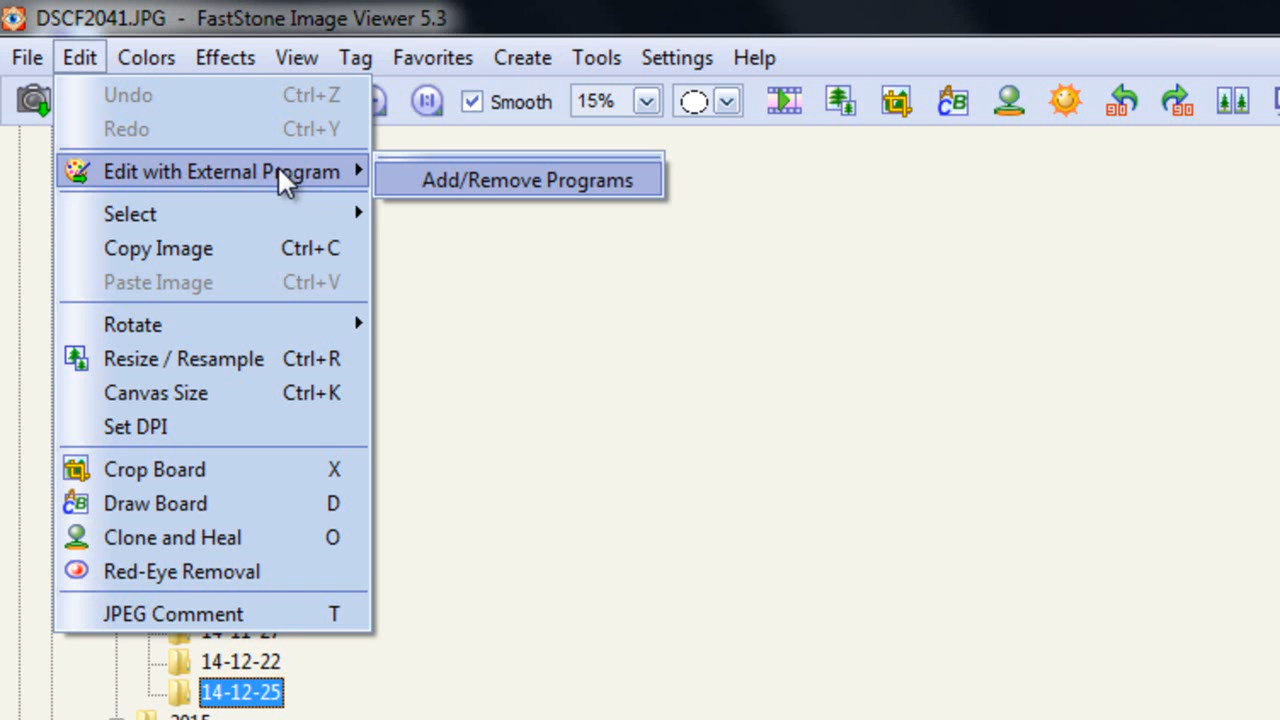 DSCF2041.JPG - FastStone Image Viewer 5.3
File Edit Colors Effects View Tag Favorites Create Tools Settings Help
Smooth 15%
Undo Ctrl+Z
Redo Ctrl+Y
Edit with External Program
Add/Remove Programs
Select
Copy Image Ctrl+C
Paste Image Ctrl+V
Rotate
Resize / Resample Ctrl+R
Canvas Size Ctrl+K
Set DPI
Crop Board X
Draw Board D
Clone and Heal O
Red-Eye Removal
JPEG Comment T
14-12-22
14-12-25
2015